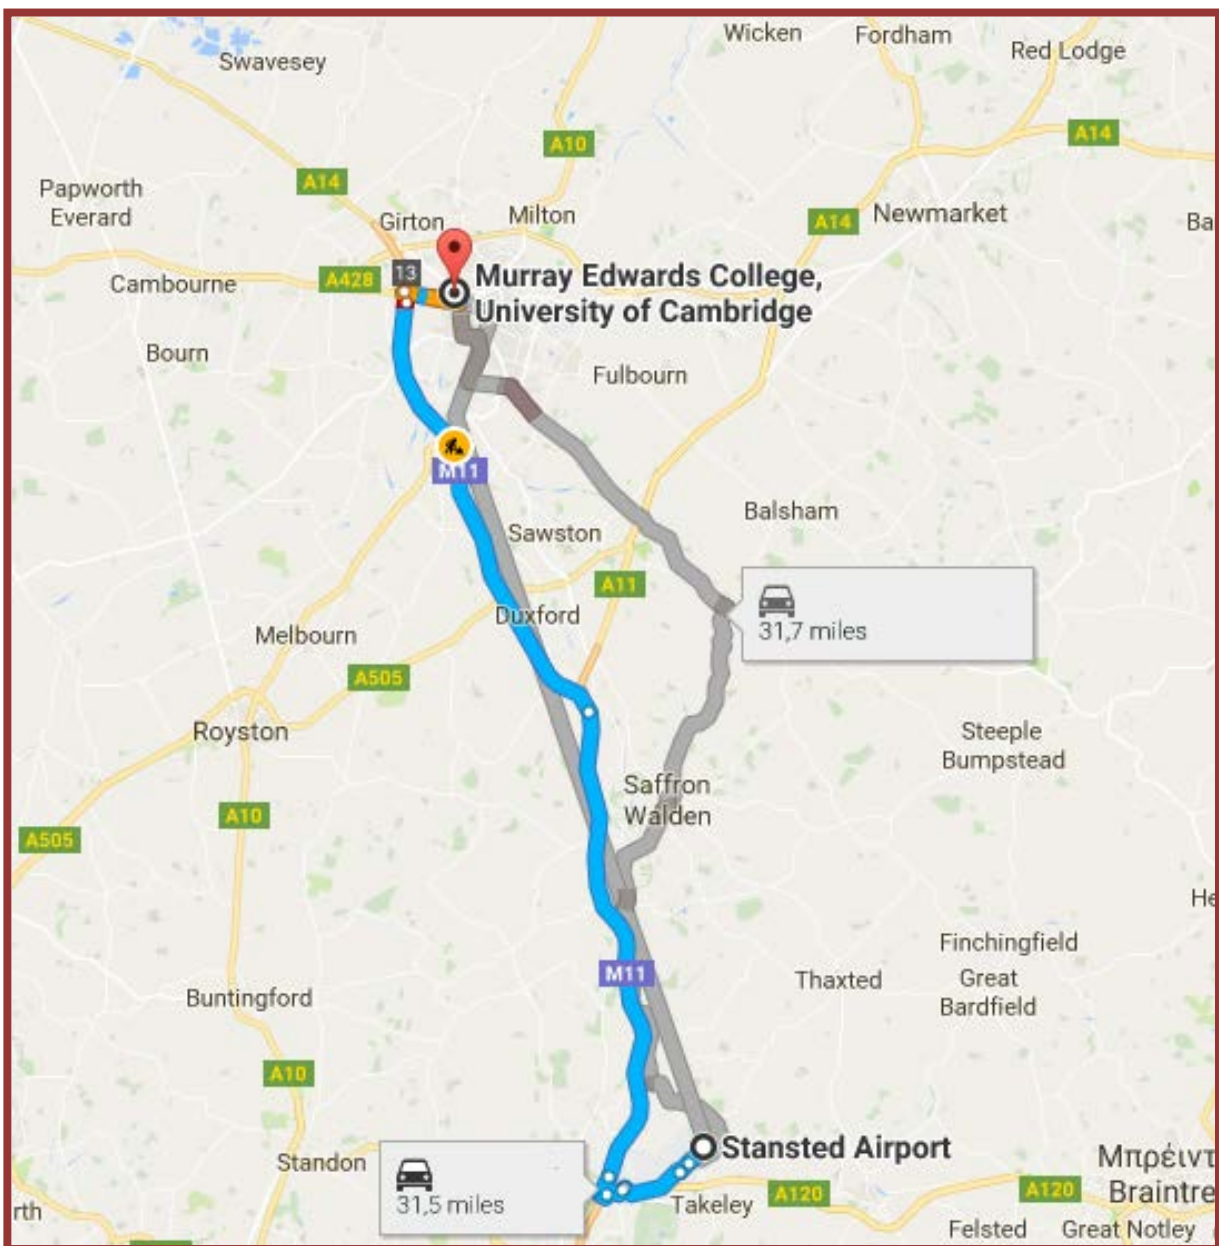 Wicken
Fordham
Red Lodge
Swavesey
A10
A14
A14
Papworth
Everard
Girton
Milton
A14
Newmarket
Ba
Cambourne
A428
13
Murray Edwards College,
University of Cambridge
Bourn
Fulbourn
M11
Sawston
Balsham
A11
Duxford
31,7 miles
Melbourn
A505
Royston
Steeple
Bumpstead
Saffron
Walden
A10
A505
He
Finchingfield
M11
Thaxted
Great
Bardfield
Buntingford
A10
Stansted Airport
Standon
31,5 miles
Takeley
A120
A120
Μπρέιντ
Braintre
rth
Felsted
Great Notley